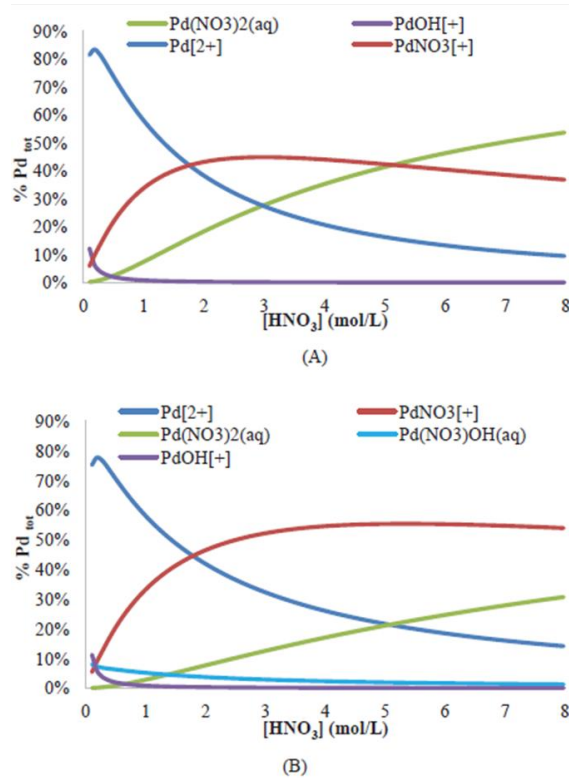 Pd(NO3)2(aq) PdOH[+]
Pd[2+] PdNO3[+]
90%
80%
70%
60%
50%
40%
30%
20%
10%
0%
% Pd tot
0 1 2 3 4 5 6 7 8
[HNO3] (mol/L)
(A)
Pd[2+] PdNO3[+]
Pd(NO3)2(aq) Pd(NO3)OH(aq)
PdOH[+]
90%
80%
70%
60%
50%
40%
30%
20%
10%
0%
% Pd tot
0 1 2 3 4 5 6 7 8
[HNO3] (mol/L)
(B)